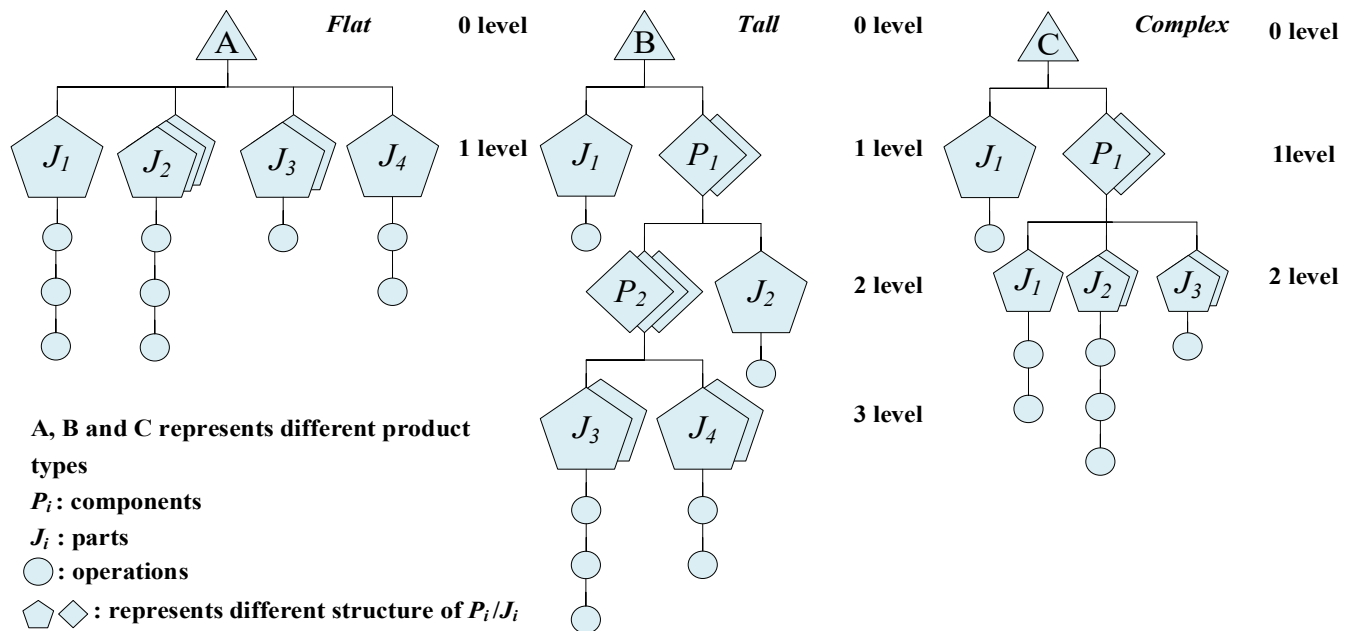 A
Flat
0 level
B
Tall
0 level
C
Complex
0 level
J1
J2
J3
J4
1 level
J1
P1
1 level
J1
P1
1level
P2
J2
2 level
J1
J2
J3
2 level
J3
J4
3 level
A, B and C represents different product
types
Pi : components
Ji : parts
: operations
: represents different structure of Pi/Ji